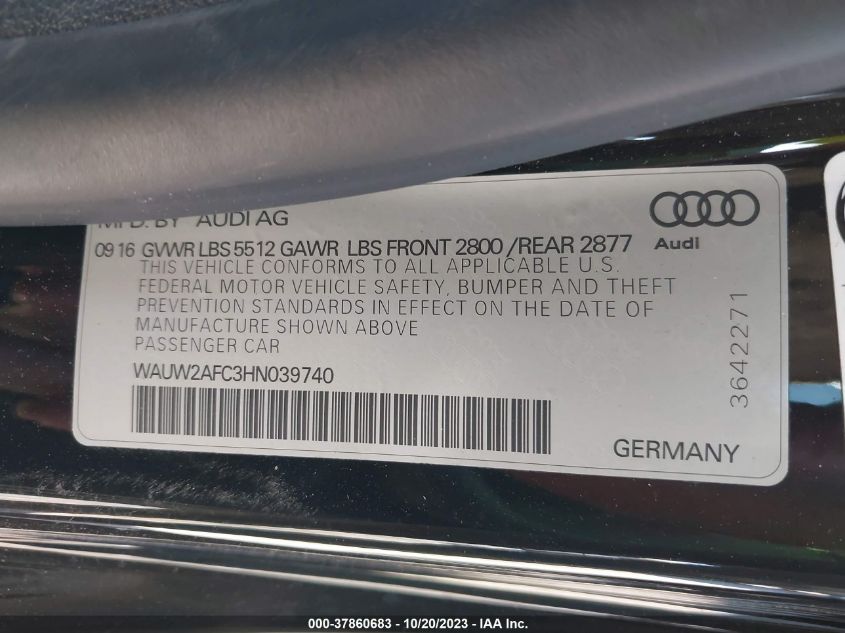 MFD. BY AUDI AG
09 16 GVWR LBS 5512 GAWR LBS FRONT 2800 /REAR 2877
Audi
THIS VEHICLE CONFORMS TO ALL APPLICABLE U.S.
FEDERAL MOTOR VEHICLE SAFETY, BUMPER AND THEFT
PREVENTION STANDARDS IN EFFECT ON THE DATE OF
MANUFACTURE SHOWN ABOVE
PASSENGER CAR
WAUW2AFC3HN039740
3642271
GERMANY
000-37860683 - 10/20/2023 - IAA Inc.